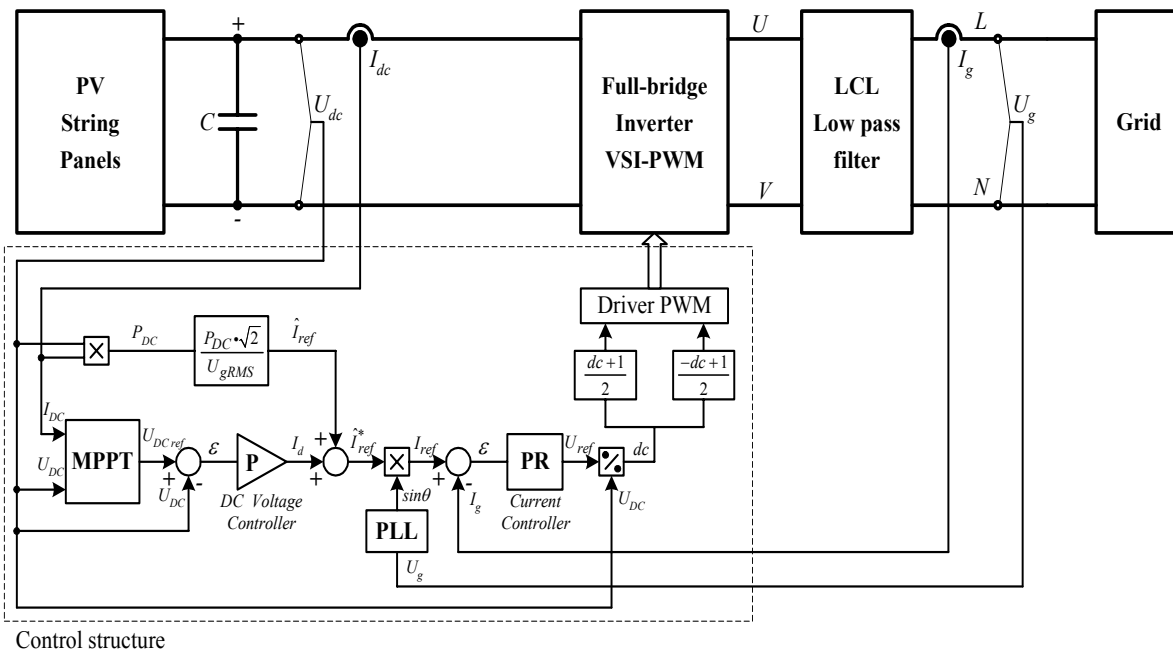 PV
String
Panels
+
C
-
U_dc
I_dc
Full-bridge
Inverter
VSI-PWM
U
V
LCL
Low pass
filter
I_g
L
N
U_g
Grid
Driver PWM
P_DC
P_DC·√2
U_gRMS
Î_ref
dc+1
2
-dc+1
2
×
I_DC
U_DC
MPPT
U_DC ref
+
-
U_DC
ε
P
DC Voltage
Controller
I_d
+
+
Î*_ref
×
sinθ
PLL
U_g
I_ref
+
-
I_g
ε
PR
Current
Controller
U_ref
dc
U_DC
Control structure